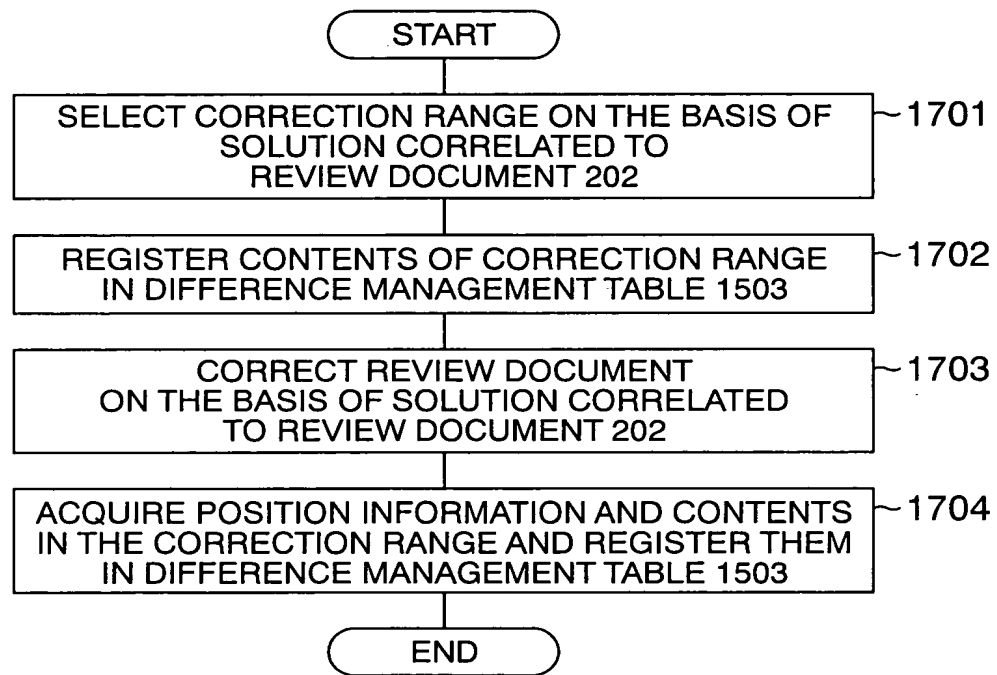 START
SELECT CORRECTION RANGE ON THE BASIS OF
SOLUTION CORRELATED TO
REVIEW DOCUMENT 202
1701
REGISTER CONTENTS OF CORRECTION RANGE
IN DIFFERENCE MANAGEMENT TABLE 1503
1702
CORRECT REVIEW DOCUMENT
ON THE BASIS OF SOLUTION CORRELATED
TO REVIEW DOCUMENT 202
1703
ACQUIRE POSITION INFORMATION AND CONTENTS
IN THE CORRECTION RANGE AND REGISTER THEM
IN DIFFERENCE MANAGEMENT TABLE 1503
1704
END